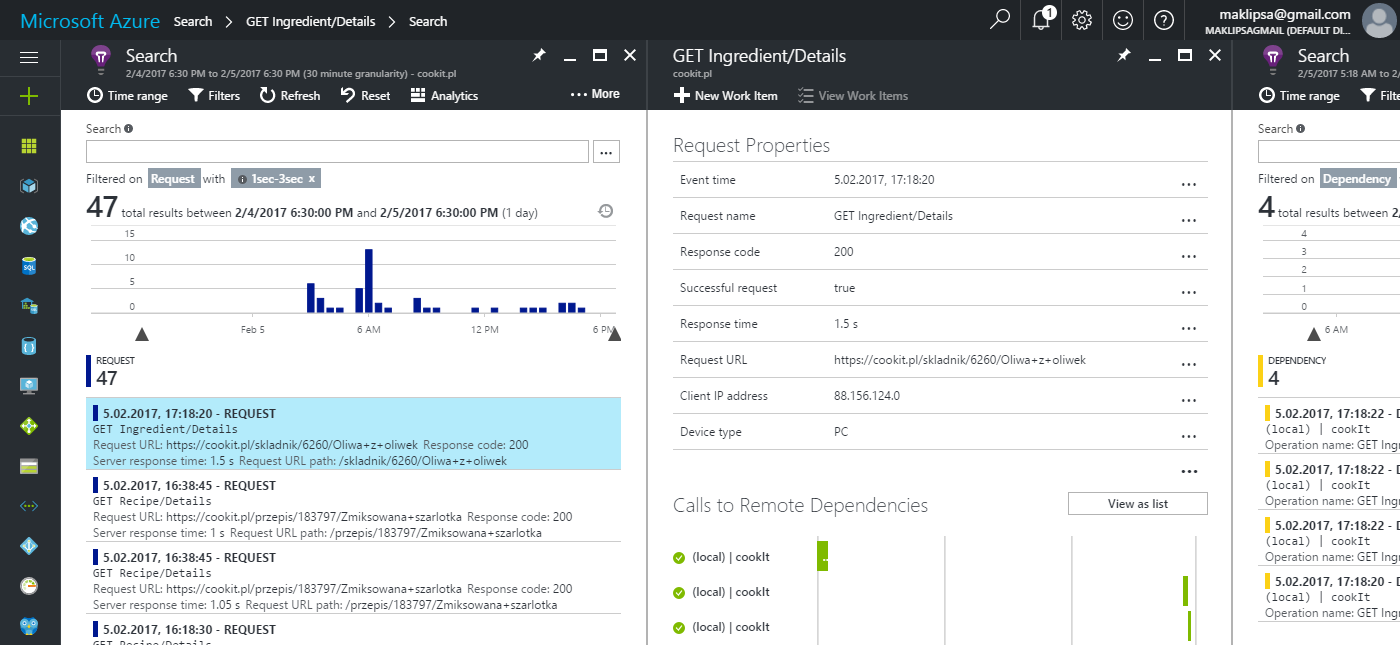 Microsoft Azure Search > GET Ingredient/Details > Search
1
maklipsa@gmail.com
MAKLIPSAGMAIL (DEFAULT DI...
Search
2/4/2017 6:30 PM to 2/5/2017 6:30 PM (30 minute granularity) - cookit.pl
Time range Filters Refresh Reset Analytics ... More
Search
...
Filtered on Request with 1sec-3sec x
47 total results between 2/4/2017 6:30:00 PM and 2/5/2017 6:30:00 PM (1 day)
15
10
5
0
Feb 5 6 AM 12 PM 6 PM
REQUEST
47
5.02.2017, 17:18:20 - REQUEST
GET Ingredient/Details
Request URL: https://cookit.pl/skladnik/6260/Oliwa+z+oliwek Response code: 200
Server response time: 1.5 s Request URL path: /skladnik/6260/Oliwa+z+oliwek
5.02.2017, 16:38:45 - REQUEST
GET Recipe/Details
Request URL: https://cookit.pl/przepis/183797/Zmiksowana+szarlotka Response code: 200
Server response time: 1 s Request URL path: /przepis/183797/Zmiksowana+szarlotka
5.02.2017, 16:38:45 - REQUEST
GET Recipe/Details
Request URL: https://cookit.pl/przepis/183797/Zmiksowana+szarlotka Response code: 200
Server response time: 1.05 s Request URL path: /przepis/183797/Zmiksowana+szarlotka
5.02.2017, 16:18:30 - REQUEST
GET Recipe/Details
GET Ingredient/Details
cookit.pl
New Work Item View Work Items
Request Properties
Event time 5.02.2017, 17:18:20 ...
Request name GET Ingredient/Details ...
Response code 200 ...
Successful request true ...
Response time 1.5 s ...
Request URL https://cookit.pl/skladnik/6260/Oliwa+z+oliwek ...
Client IP address 88.156.124.0 ...
Device type PC ...
...
Calls to Remote Dependencies View as list
(local) | cookIt
(local) | cookIt
(local) | cookIt
Search
2/5/2017 5:18 AM to 2/
Time range Filte
Search
Filtered on Dependency
4 total results between 2/
4
3
2
1
0
6 AM
DEPENDENCY
4
5.02.2017, 17:18:22 - D
(local) | cookIt
Operation name: GET Ingr
5.02.2017, 17:18:22 - D
(local) | cookIt
Operation name: GET Ingr
5.02.2017, 17:18:22 - D
(local) | cookIt
Operation name: GET Ingr
5.02.2017, 17:18:20 - D
(local) | cookIt
Operation name: GET Ingr
SQL